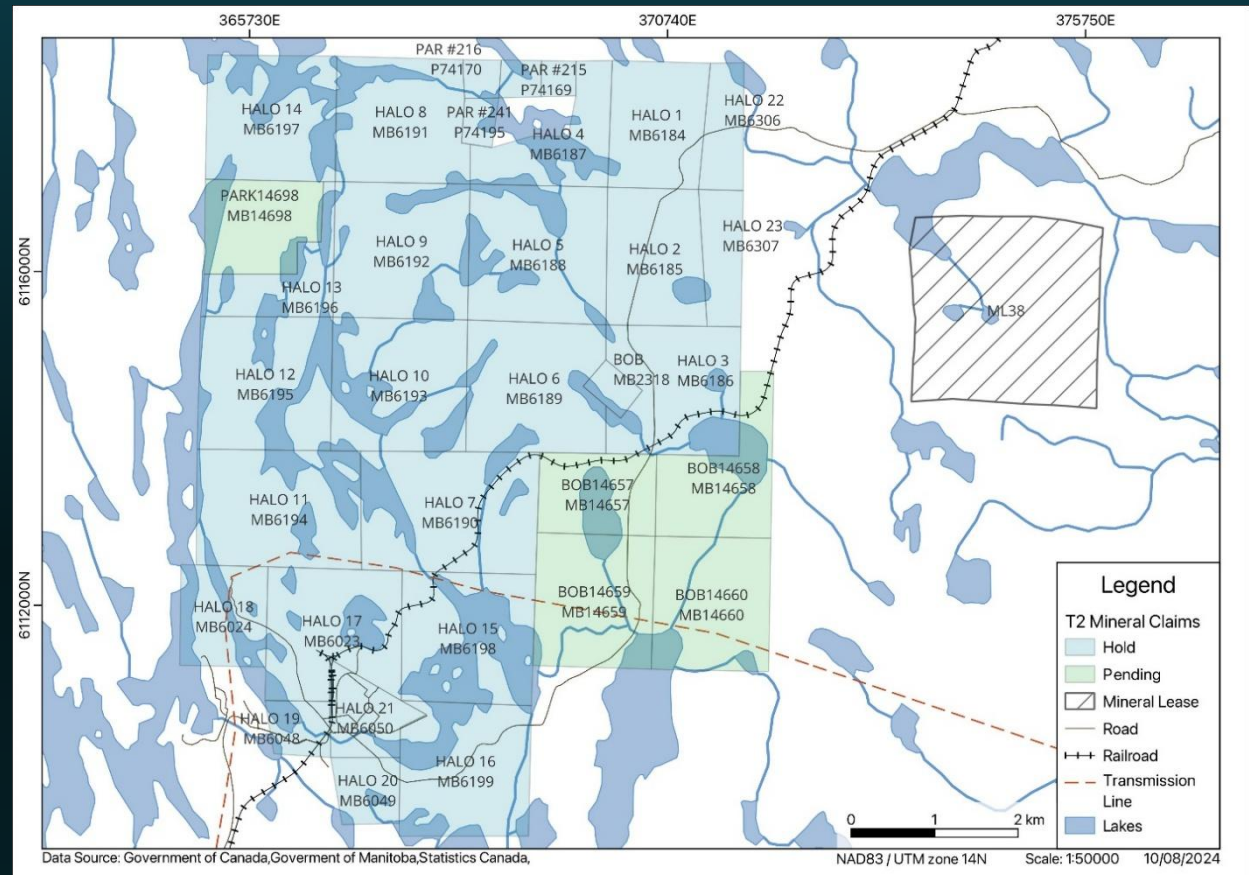 365730E
370740E
375750E
6116000N
6112000N
PAR #216
P74170
PAR #215
P74169
HALO 14
MB6197
HALO 8
MB6191
PAR #241
P74195
HALO 4
MB6187
HALO 1
MB6184
HALO 22
MB6306
PARK14698
MB14698
HALO 9
MB6192
HALO 5
MB6188
HALO 2
MB6185
HALO 23
MB6307
HALO 13
MB6196
ML38
HALO 12
MB6195
HALO 10
MB6193
HALO 6
MB6189
BOB
MB2318
HALO 3
MB6186
HALO 11
MB6194
HALO 7
MB6190
BOB14657
MB14657
BOB14658
MB14658
HALO 18
MB6024
HALO 17
MB6023
HALO 15
MB6198
BOB14659
MB14659
BOB14660
MB14660
HALO 19
MB6048
HALO 21
MB6050
HALO 20
MB6049
HALO 16
MB6199
Legend
T2 Mineral Claims
Hold
Pending
Mineral Lease
Road
Railroad
Transmission
Line
Lakes
0 1 2 km
Data Source: Government of Canada,Goverment of Manitoba,Statistics Canada,
NAD83 / UTM zone 14N Scale: 1:50000 10/08/2024